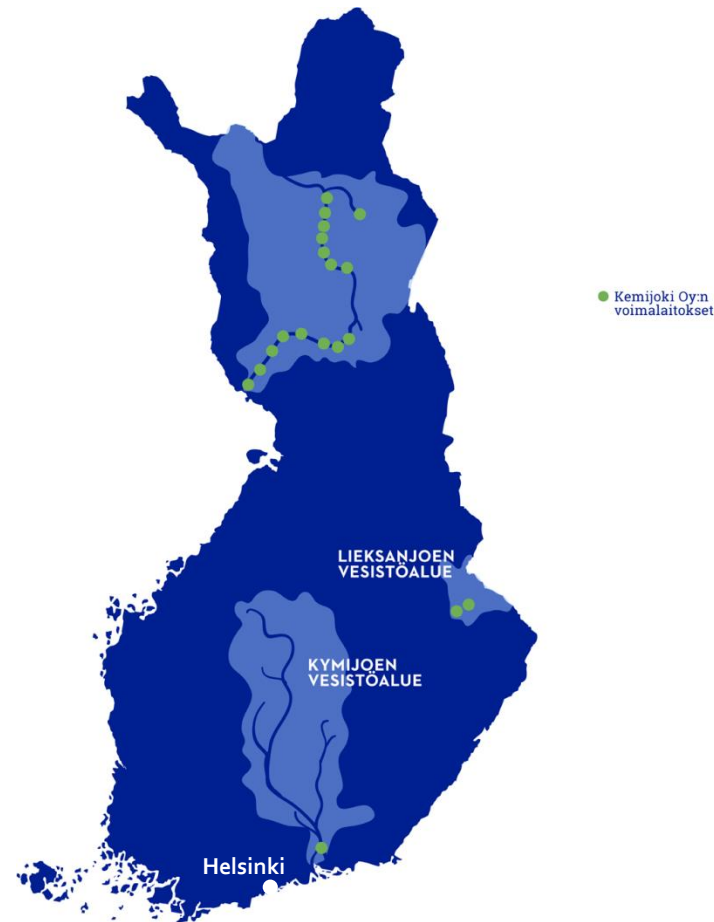 Kemijoki Oy:n
voimalaitokset
LIEKSANJOEN
VESISTÖALUE
KYMIJOEN
VESISTÖALUE
Helsinki